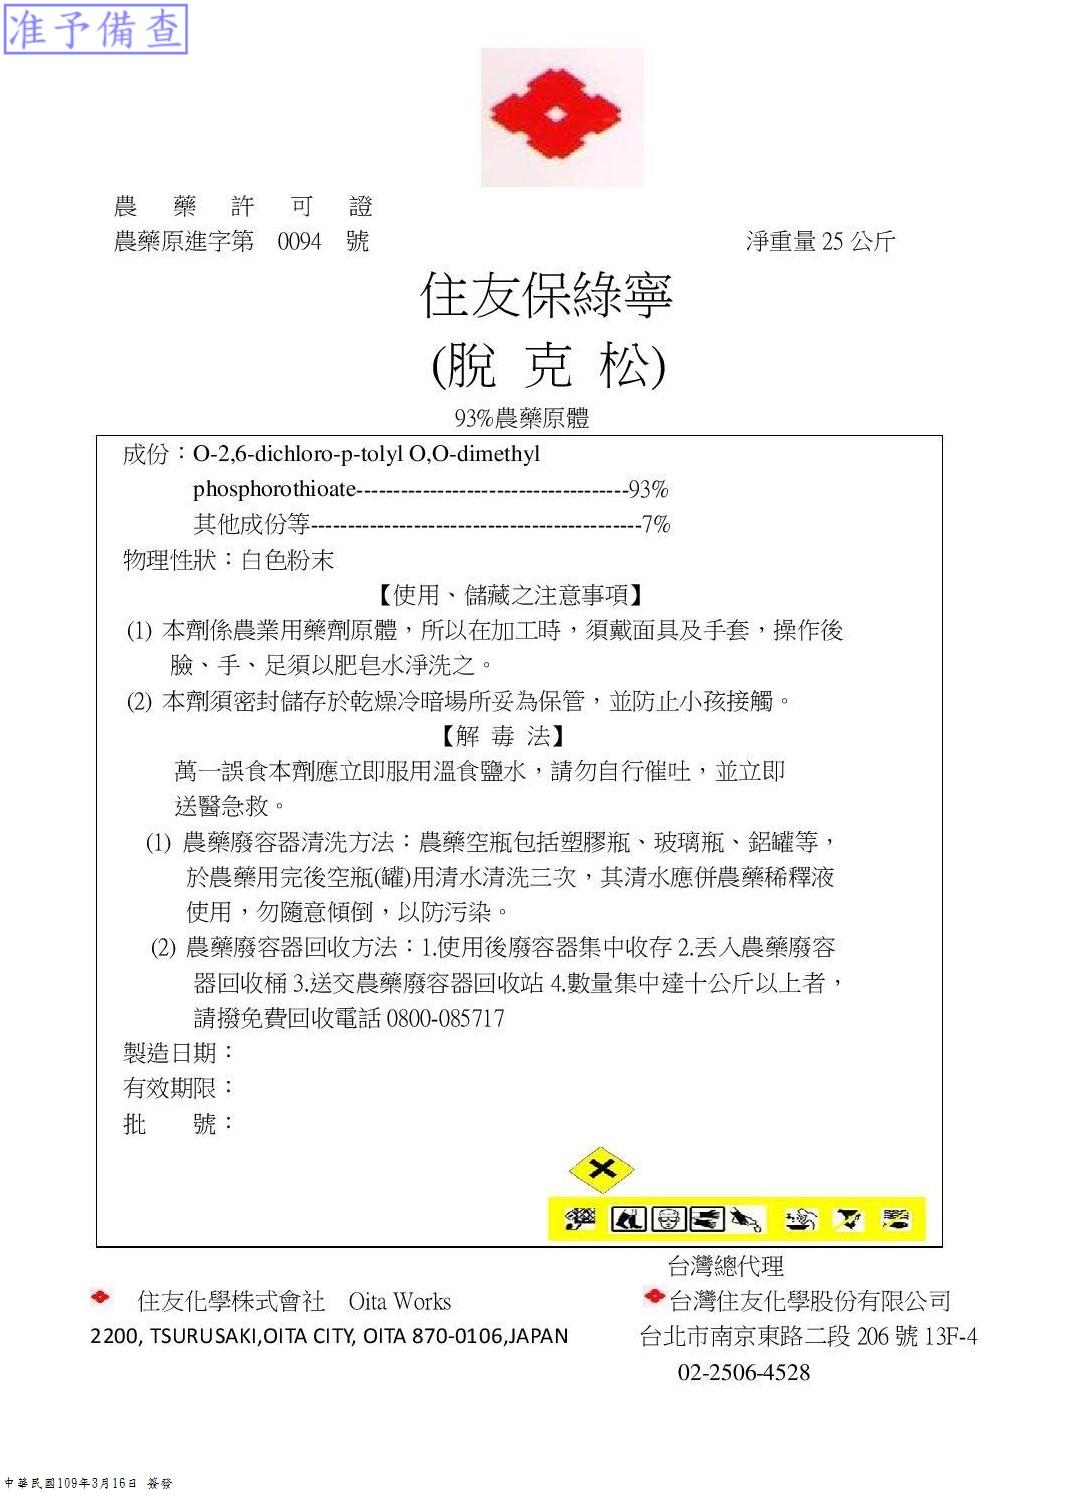 准予備查
農藥許可證
農藥原進字第 0094 號
淨重量 25 公斤
住友保綠寧
(脫 克 松)
93%農藥原體
成份：O-2,6-dichloro-p-tolyl O,O-dimethyl
phosphorothioate-------------------------------------93%
其他成份等---------------------------------------------7%
物理性狀：白色粉末
【使用、儲藏之注意事項】
(1) 本劑係農業用藥劑原體，所以在加工時，須戴面具及手套，操作後
臉、手、足須以肥皂水淨洗之。
(2) 本劑須密封儲存於乾燥冷暗場所妥為保管，並防止小孩接觸。
【解 毒 法】
萬一誤食本劑應立即服用溫食鹽水，請勿自行催吐，並立即
送醫急救。
(1) 農藥廢容器清洗方法：農藥空瓶包括塑膠瓶、玻璃瓶、鋁罐等，
於農藥用完後空瓶(罐)用清水清洗三次，其清水應併農藥稀釋液
使用，勿隨意傾倒，以防污染。
(2) 農藥廢容器回收方法：1.使用後廢容器集中收存 2.丟入農藥廢容
器回收桶 3.送交農藥廢容器回收站 4.數量集中達十公斤以上者，
請撥免費回收電話 0800-085717
製造日期：
有效期限：
批　　號：
台灣總代理
住友化學株式會社 Oita Works
台灣住友化學股份有限公司
2200, TSURUSAKI,OITA CITY, OITA 870-0106,JAPAN
台北市南京東路二段 206 號 13F-4
02-2506-4528
中華民國109年3月16日 簽發